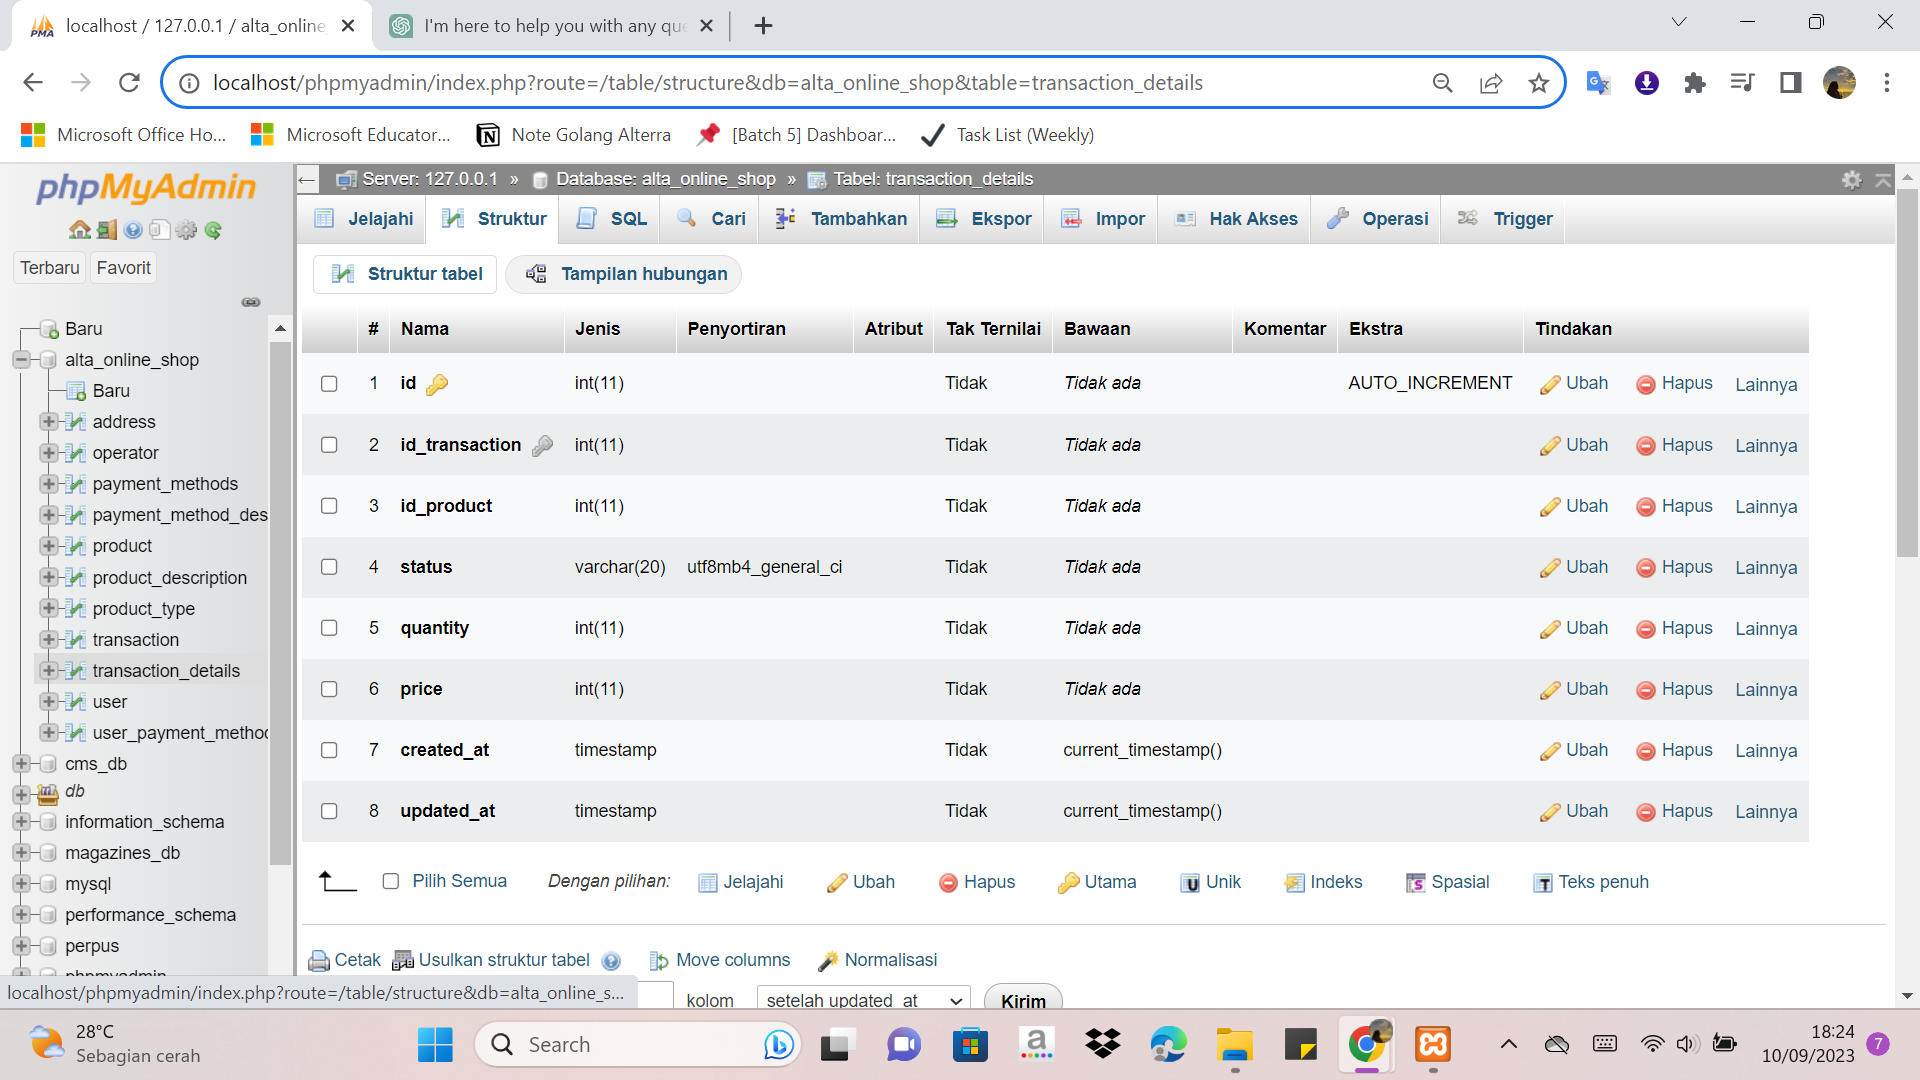 localhost / 127.0.0.1 / alta_online
I'm here to help you with any que
localhost/phpmyadmin/index.php?route=/table/structure&db=alta_online_shop&table=transaction_details
Microsoft Office Ho...
Microsoft Educator...
Note Golang Alterra
[Batch 5] Dashboar...
Task List (Weekly)
phpMyAdmin
Terbaru
Favorit
Baru
alta_online_shop
Baru
address
operator
payment_methods
payment_method_des
product
product_description
product_type
transaction
transaction_details
user
user_payment_method
cms_db
db
information_schema
magazines_db
mysql
performance_schema
perpus
phpmyadmin
Server: 127.0.0.1 » Database: alta_online_shop » Tabel: transaction_details
Jelajahi Struktur SQL Cari Tambahkan Ekspor Impor Hak Akses Operasi Trigger
Struktur tabel Tampilan hubungan
# Nama Jenis Penyortiran Atribut Tak Ternilai Bawaan Komentar Ekstra Tindakan
1 id int(11) Tidak Tidak ada AUTO_INCREMENT Ubah Hapus Lainnya
2 id_transaction int(11) Tidak Tidak ada Ubah Hapus Lainnya
3 id_product int(11) Tidak Tidak ada Ubah Hapus Lainnya
4 status varchar(20) utf8mb4_general_ci Tidak Tidak ada Ubah Hapus Lainnya
5 quantity int(11) Tidak Tidak ada Ubah Hapus Lainnya
6 price int(11) Tidak Tidak ada Ubah Hapus Lainnya
7 created_at timestamp Tidak current_timestamp() Ubah Hapus Lainnya
8 updated_at timestamp Tidak current_timestamp() Ubah Hapus Lainnya
Pilih Semua Dengan pilihan: Jelajahi Ubah Hapus Utama Unik Indeks Spasial Teks penuh
Cetak Usulkan struktur tabel Move columns Normalisasi
kolom setelah updated_at Kirim
localhost/phpmyadmin/index.php?route=/table/structure&db=alta_online_s...
28°C
Sebagian cerah
Search
18:24
10/09/2023
7